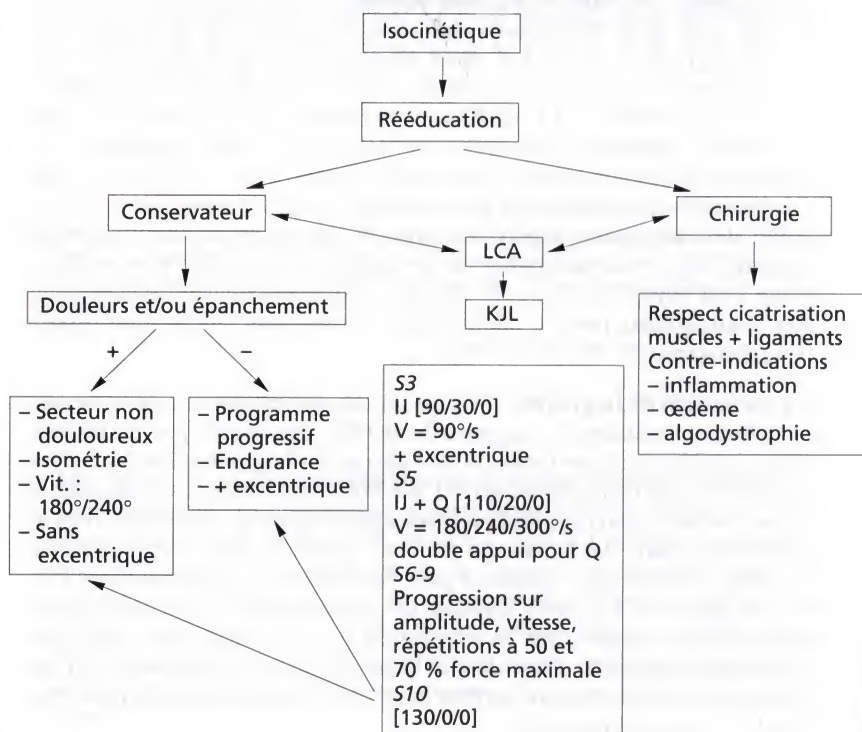 Isocinétique
Rééducation
Conservateur
Chirurgie
LCA
Douleurs et/ou épanchement
KJL
+
–
– Secteur non
douloureux
– Isométrie
– Vit. :
180°/240°
– Sans
excentrique
– Programme
progressif
– Endurance
– + excentrique
S3
IJ [90/30/0]
V = 90°/s
+ excentrique
S5
IJ + Q [110/20/0]
V = 180/240/300°/s
double appui pour Q
S6-9
Progression sur
amplitude, vitesse,
répétitions à 50 et
70 % force maximale
S10
[130/0/0]
Respect cicatrisation
muscles + ligaments
Contre-indications
– inflammation
– œdème
– algodystrophie